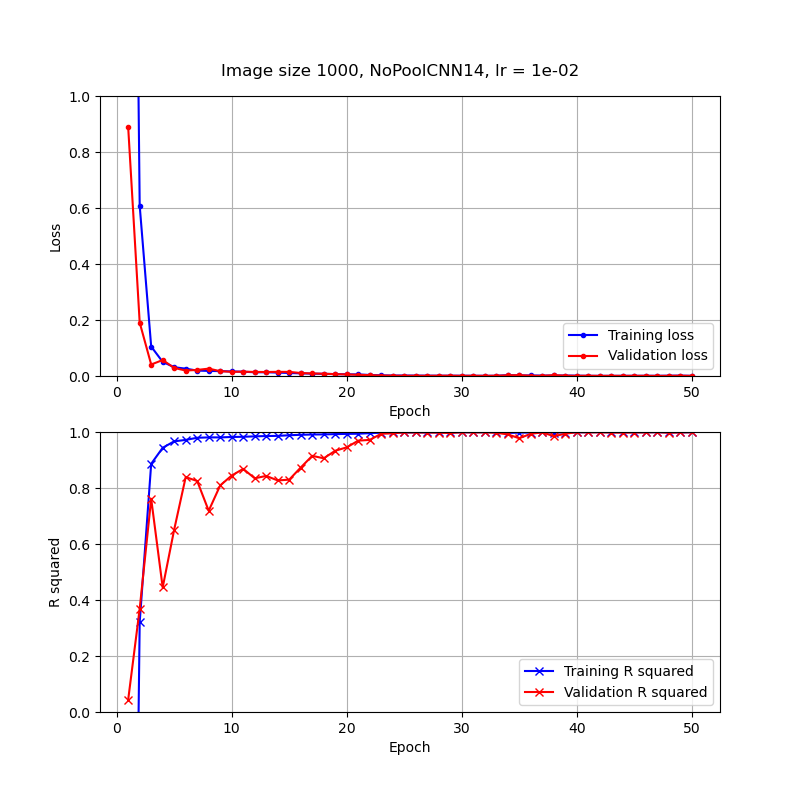 Image size 1000, NoPoolCNN14, lr = 1e-02
1.0
0.8
0.6
0.4
0.2
0.0
Loss
Training loss
Validation loss
0 10 20 30 40 50
Epoch
1.0
0.8
0.6
0.4
0.2
0.0
R squared
Training R squared
Validation R squared
0 10 20 30 40 50
Epoch